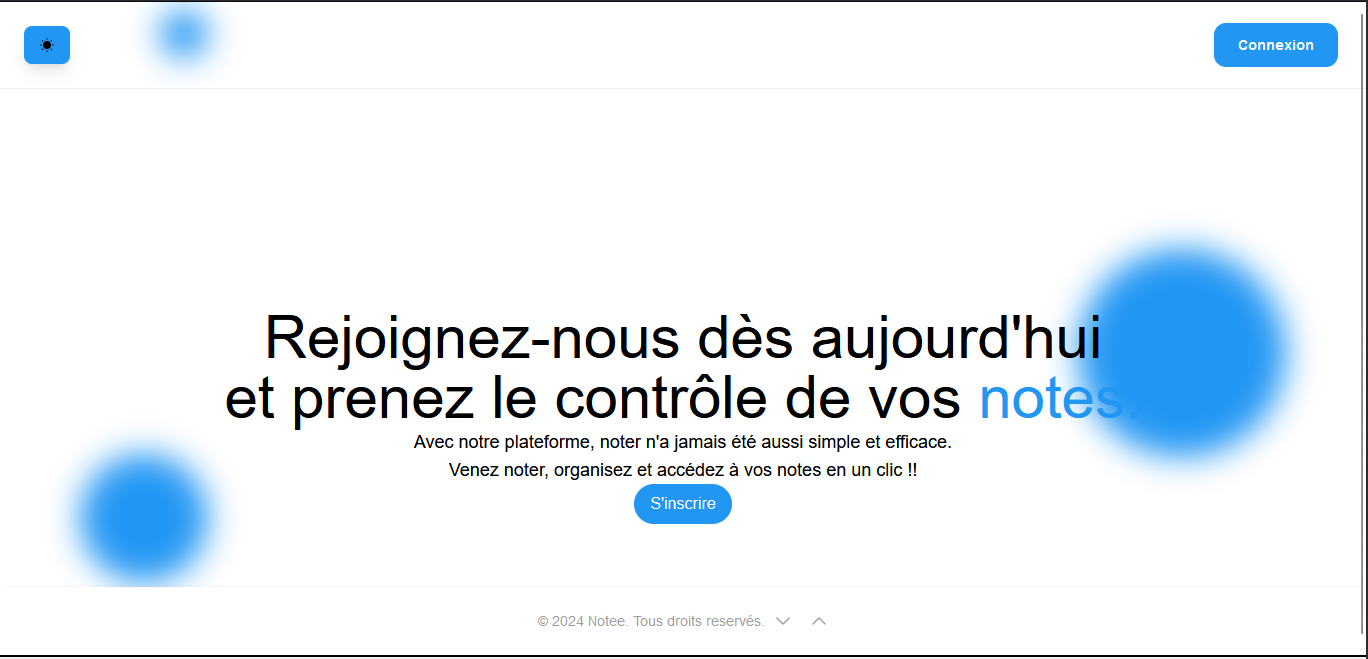 Connexion
Rejoignez-nous dès aujourd'hui
et prenez le contrôle de vos notes.
Avec notre plateforme, noter n'a jamais été aussi simple et efficace.
Venez noter, organisez et accédez à vos notes en un clic !!
S'inscrire
© 2024 Notee. Tous droits reservés.